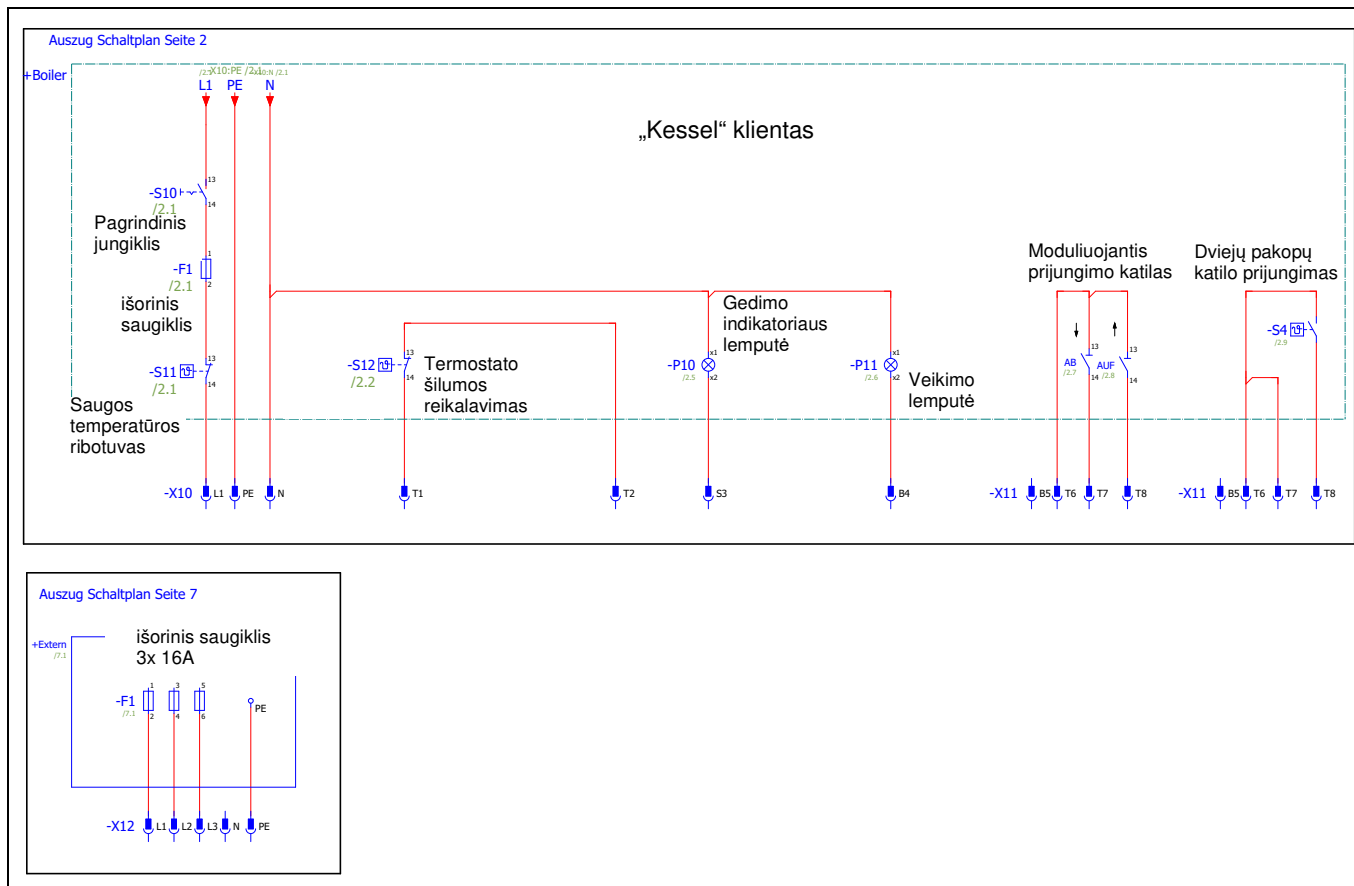 Auszug Schaltplan Seite 2
+Boiler
X10:PE /2.1
L1 PE N
„Kessel“ klientas
-S10
/2.1
13
14
Pagrindinis
jungiklis
-F1
/2.1
1
2
išorinis
saugiklis
-S11
/2.1
13
14
Saugos
temperatūros
ribotuvas
-S12
/2.2
13
14
Termostato
šilumos
reikalavimas
Gedimo
indikatoriaus
lemputė
-P10
/2.5
x1
x2
-P11
/2.6
x1
x2
Veikimo
lemputė
Moduliuojantis
prijungimo katilas
AB
/2.7
13
14
AUF
/2.8
13
14
Dviejų pakopų
katilo prijungimas
-S4
/2.9
-X10 L1 PE N T1 T2 S3 B4
-X11 B5 T6 T7 T8
-X11 B5 T6 T7 T8
Auszug Schaltplan Seite 7
+Extern
/7.1
išorinis saugiklis
3x 16A
-F1
/7.1
1 3 5
2 4 6
PE
-X12 L1 L2 L3 N PE